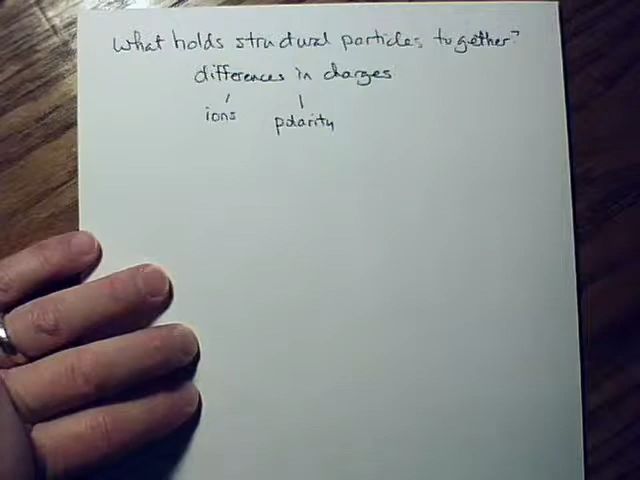 What holds structural particles together?
differences in charges
ions polarity